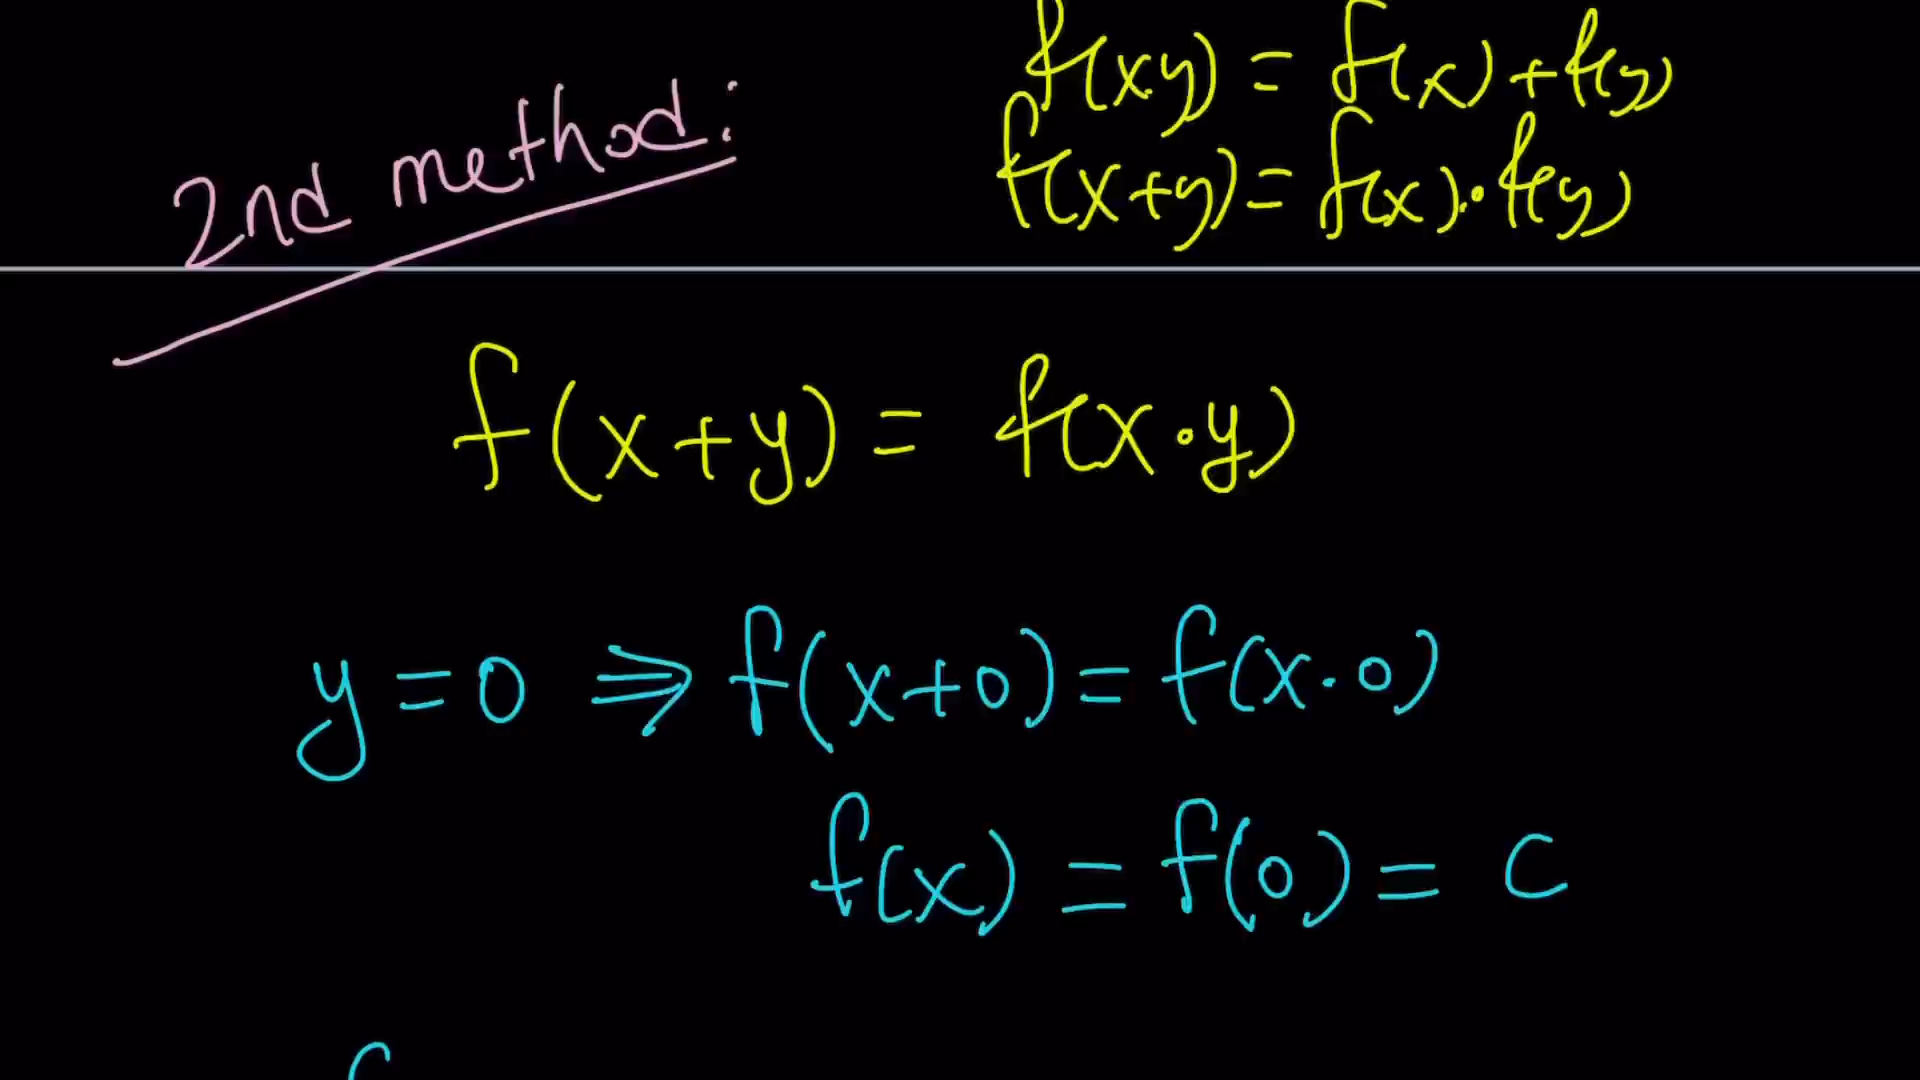 f(xy) = f(x) + f(y)
2nd method:
f(x+y) = f(x)·f(y)
f(x+y) = f(x·y)
y=0 ⇒ f(x+0) = f(x·0)
f(x) = f(0) = c